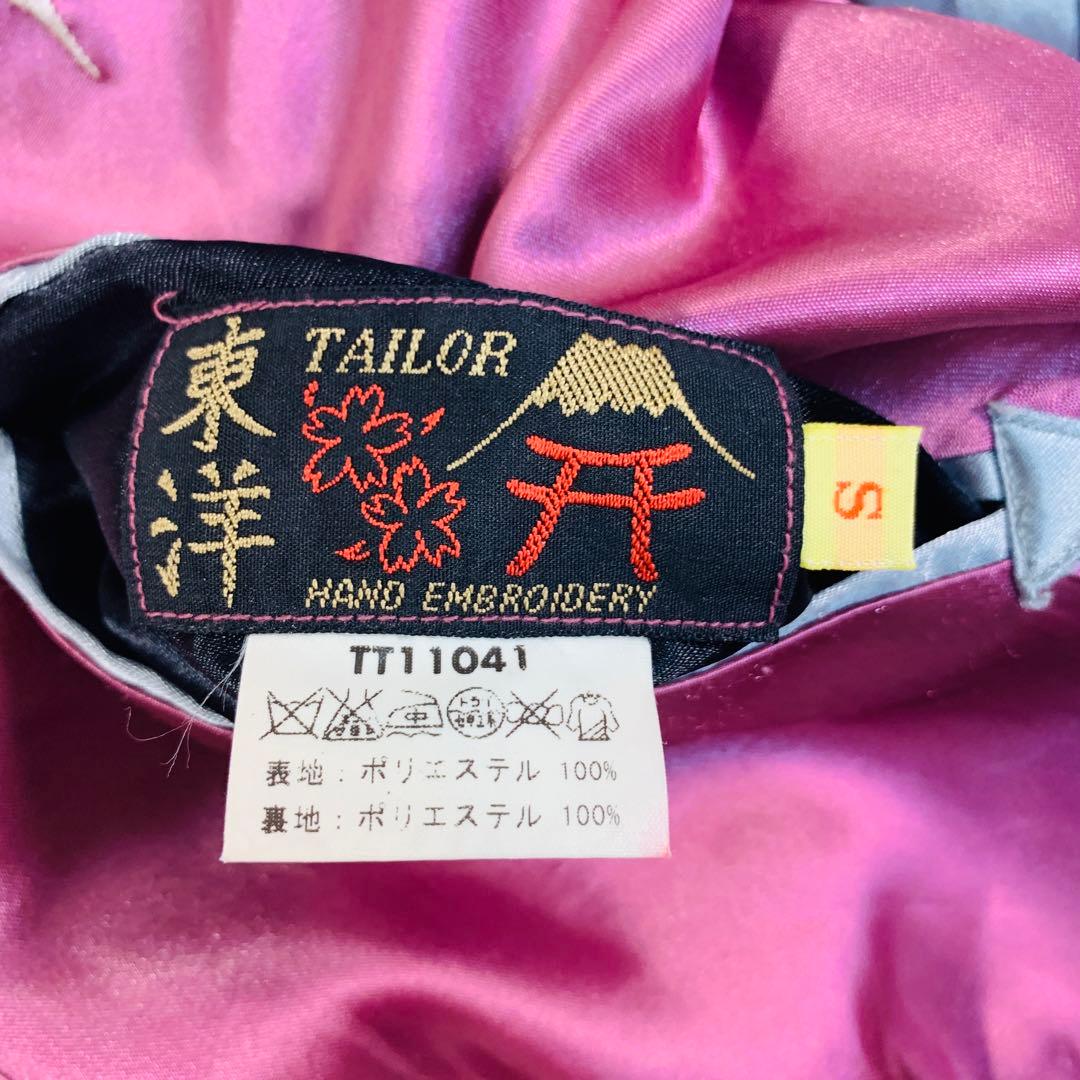 東洋
TAILOR
HAND EMBROIDERY
S
TT11041
中
表地：ポリエステル 100%
裏地：ポリエステル 100%